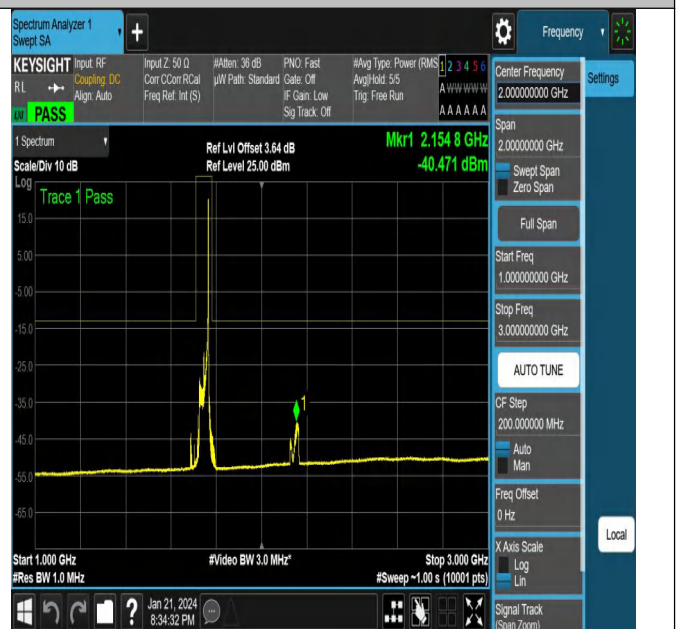 Spectrum Analyzer 1
Swept SA
Frequency
KEYSIGHT
R L
LXI
PASS
Input: RF
Coupling: DC
Align: Auto
Input Z: 50 Ω
Corr CCorr RCal
Freq Ref: Int (S)
#Atten: 36 dB
µW Path: Standard
PNO: Fast
Gate: Off
IF Gain: Low
Sig Track: Off
#Avg Type: Power (RMS
Avg|Hold: 5/5
Trig: Free Run
1 2 3 4 5 6
A W W W W W
A A A A A A
1 Spectrum
Scale/Div 10 dB
Ref Lvl Offset 3.64 dB
Ref Level 25.00 dBm
Mkr1 2.154 8 GHz
-40.471 dBm
Log
Trace 1 Pass
15.0
5.00
-5.00
-15.0
-25.0
-35.0
-45.0
-55.0
-65.0
1
Start 1.000 GHz
#Res BW 1.0 MHz
#Video BW 3.0 MHz*
Stop 3.000 GHz
#Sweep ~1.00 s (10001 pts)
?
Jan 21, 2024
8:34:32 PM
Center Frequency
2.000000000 GHz
Settings
Span
2.00000000 GHz
Swept Span
Zero Span
Full Span
Start Freq
1.000000000 GHz
Stop Freq
3.000000000 GHz
AUTO TUNE
CF Step
200.000000 MHz
Auto
Man
Freq Offset
0 Hz
Local
X Axis Scale
Log
Lin
Signal Track
(Span Zoom)